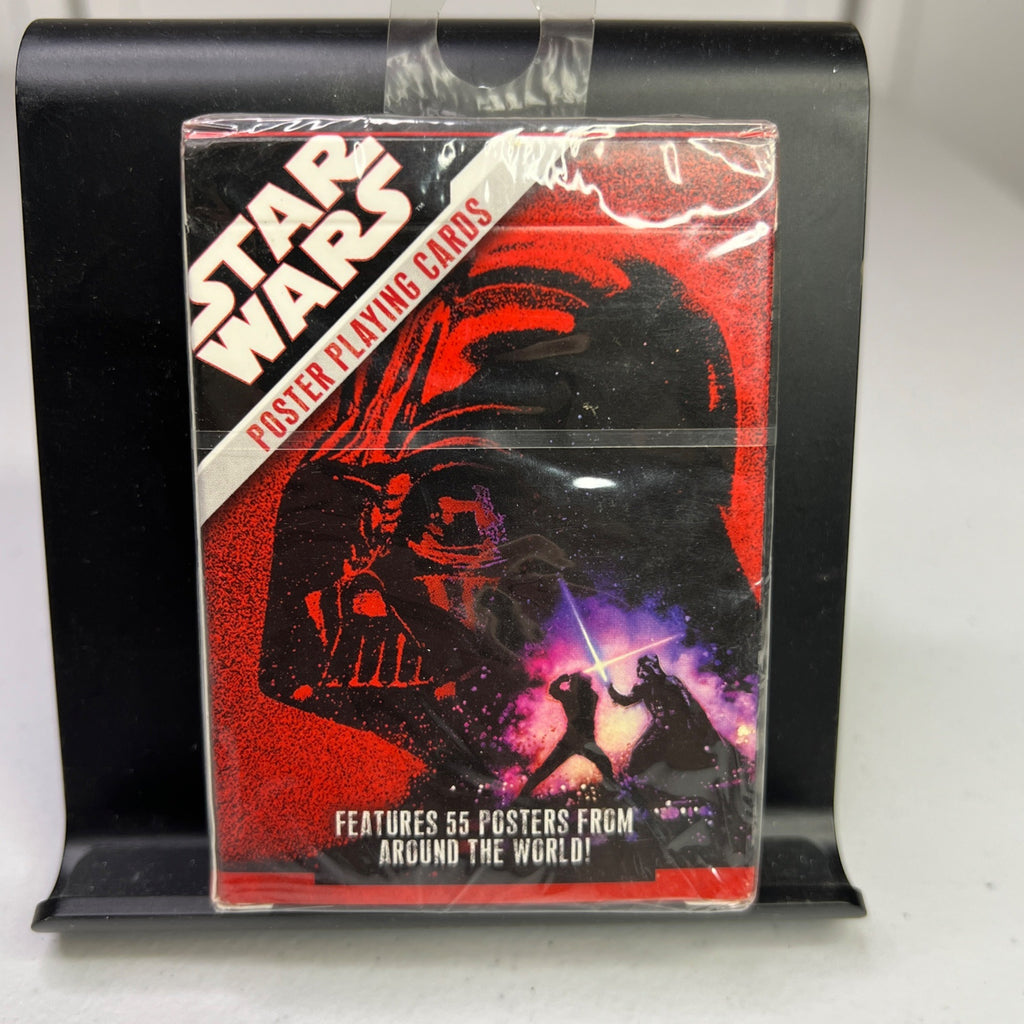 STAR
WARS
POSTER PLAYING CARDS
FEATURES 55 POSTERS FROM
AROUND THE WORLD!